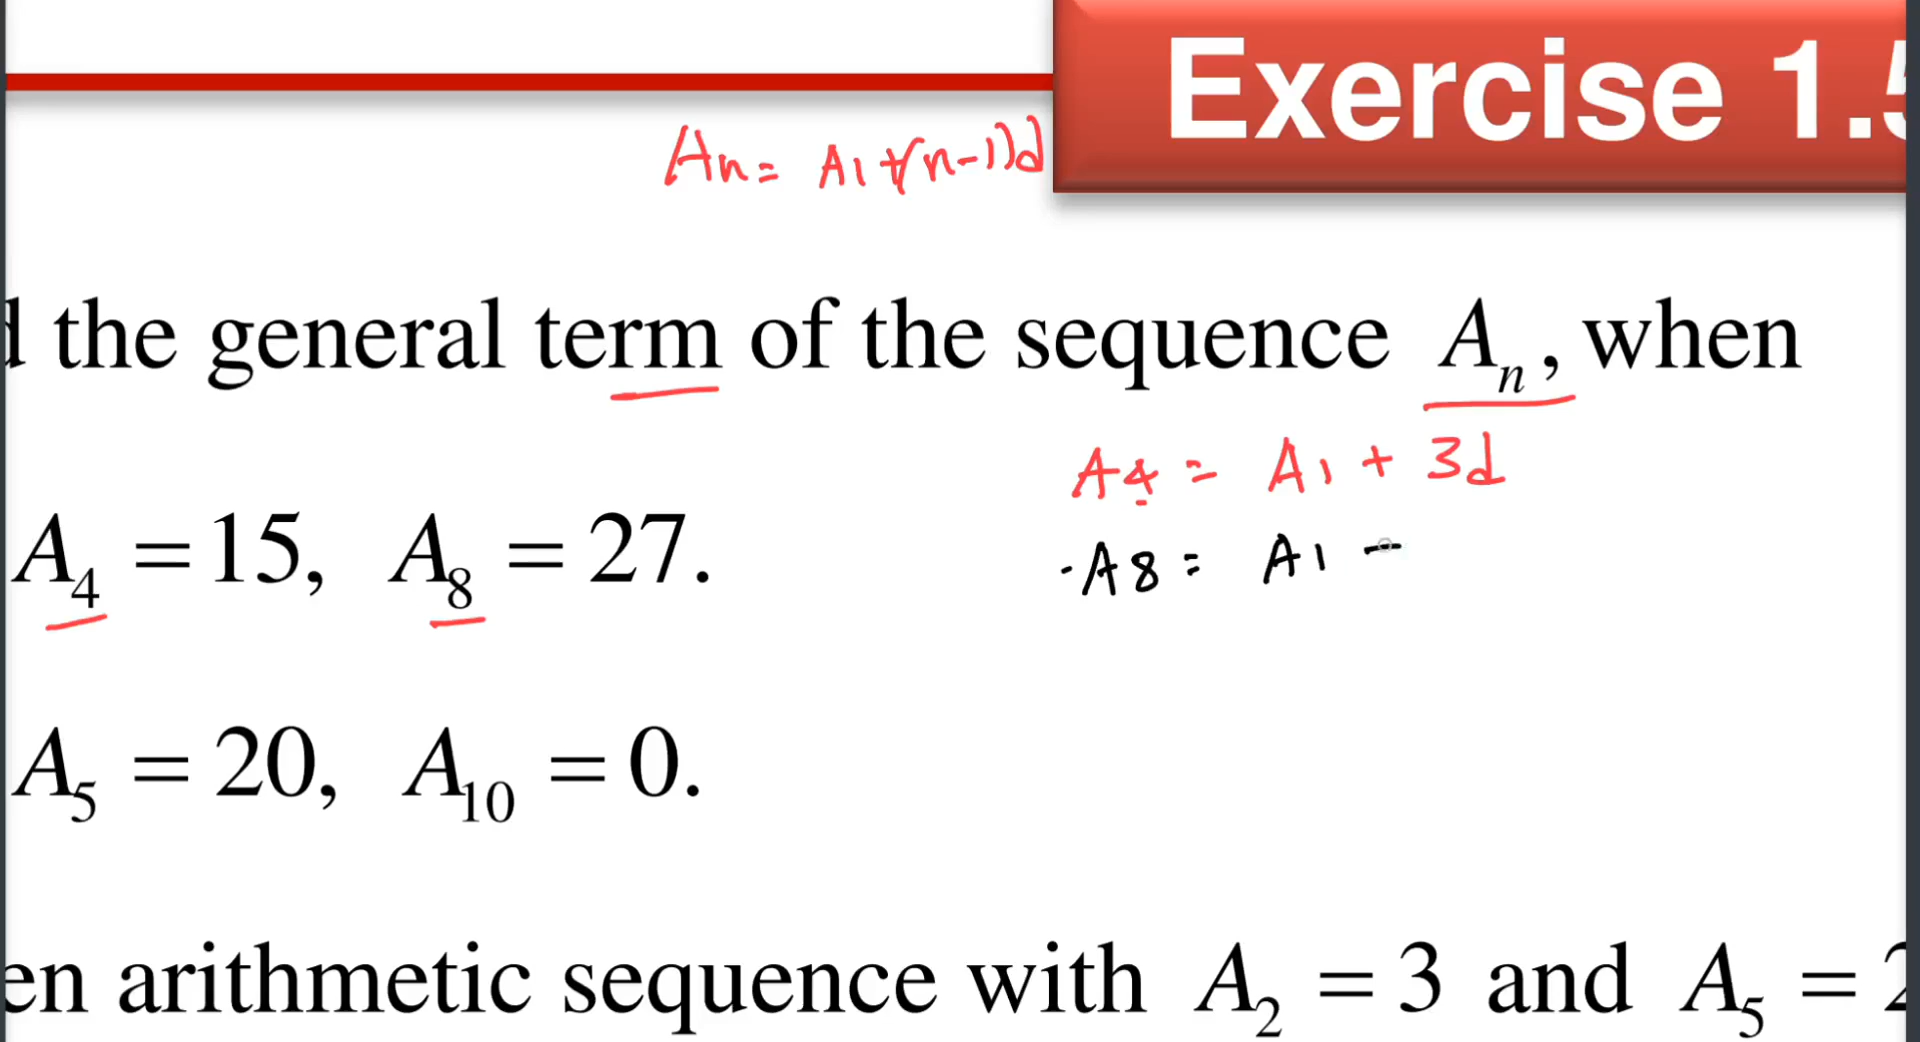 Exercise 1.5
An = A1 + (n-1)d
the general term of the sequence An, when
A4 = A1 + 3d
A4 = 15, A8 = 27.
-A8 = A1 -
A5 = 20, A10 = 0.
en arithmetic sequence with A2 = 3 and A5 = 2